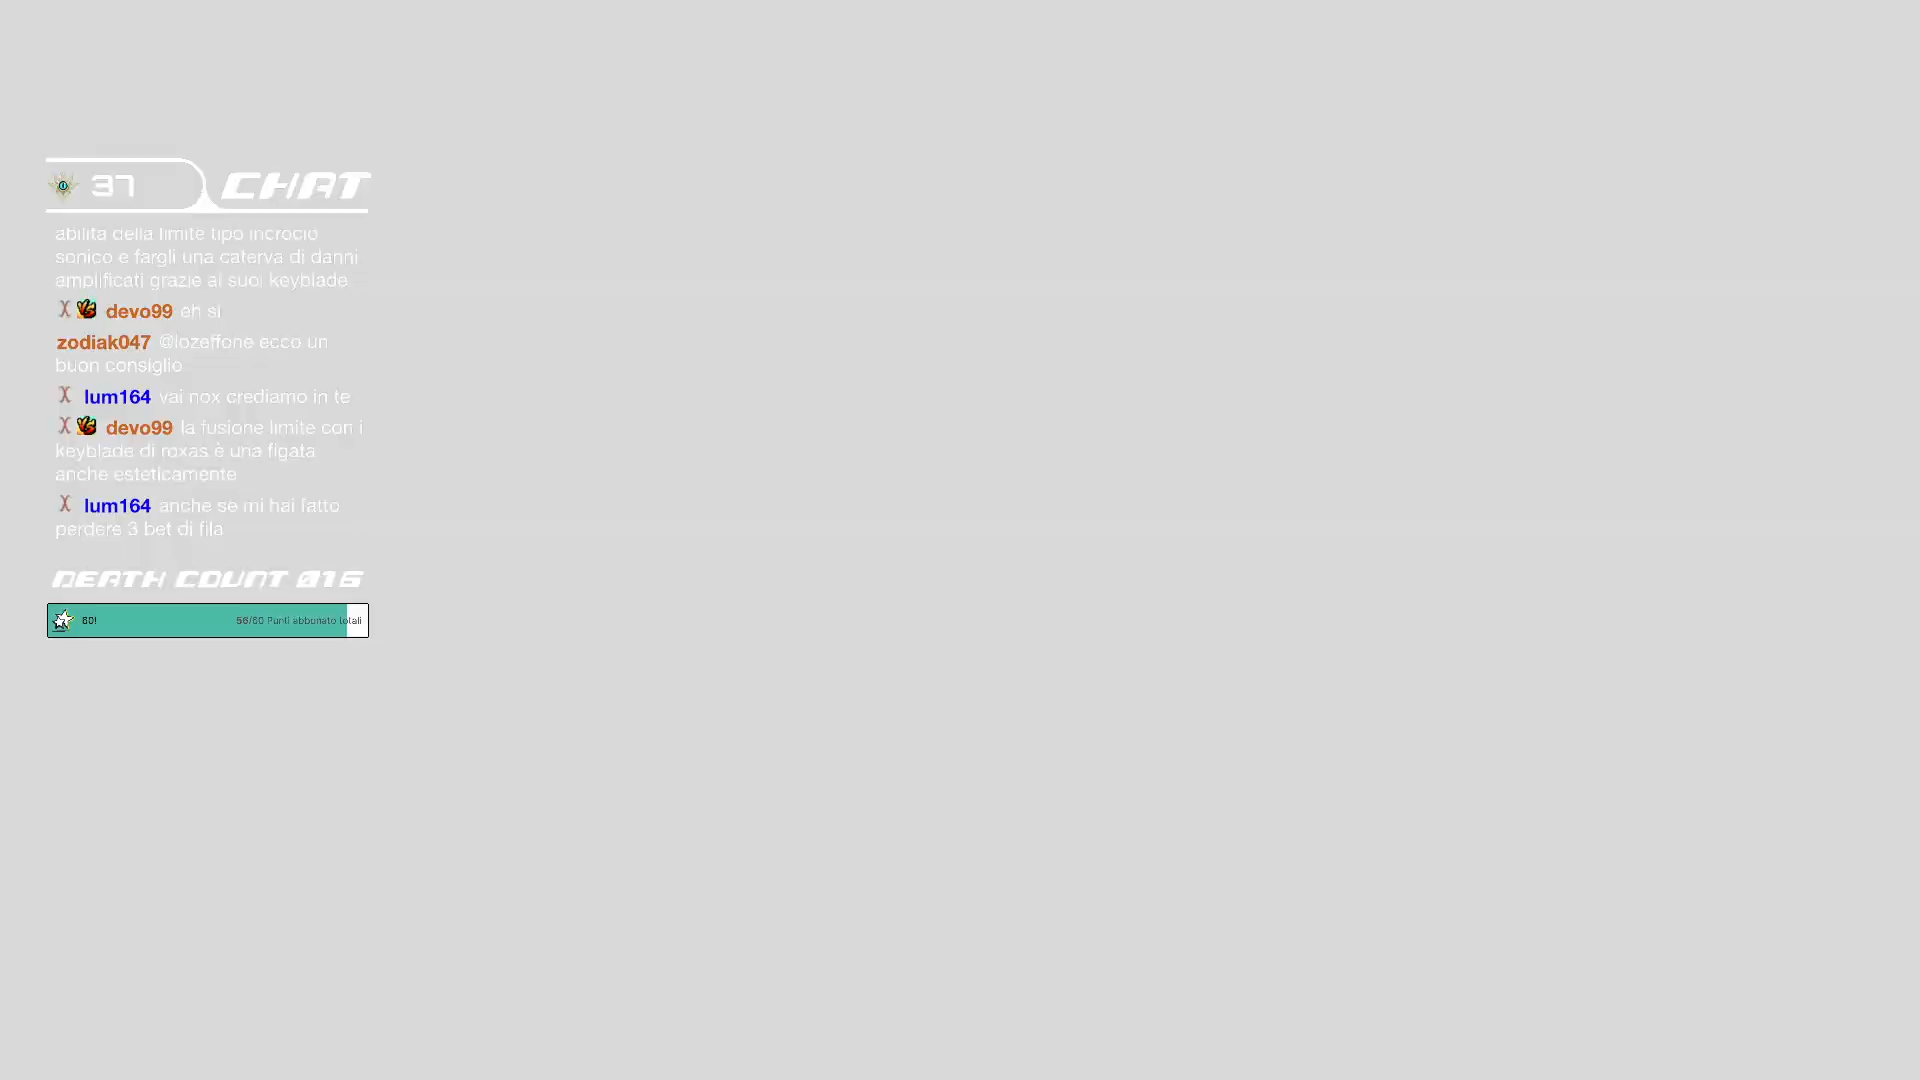 37 CHAT
abilità della limite tipo incrocio
sonico e fargli una caterva di danni
amplificati grazie ai suoi keyblade
devo99 eh si
zodiak047 @lozeffone ecco un
buon consiglio
lum164 vai nox crediamo in te
devo99 la fusione limite con i
keyblade di roxas è una figata
anche esteticamente
lum164 anche se mi hai fatto
perdere 3 bet di fila
DEATH COUNT 016
60! 56/60 Punti abbonato totali